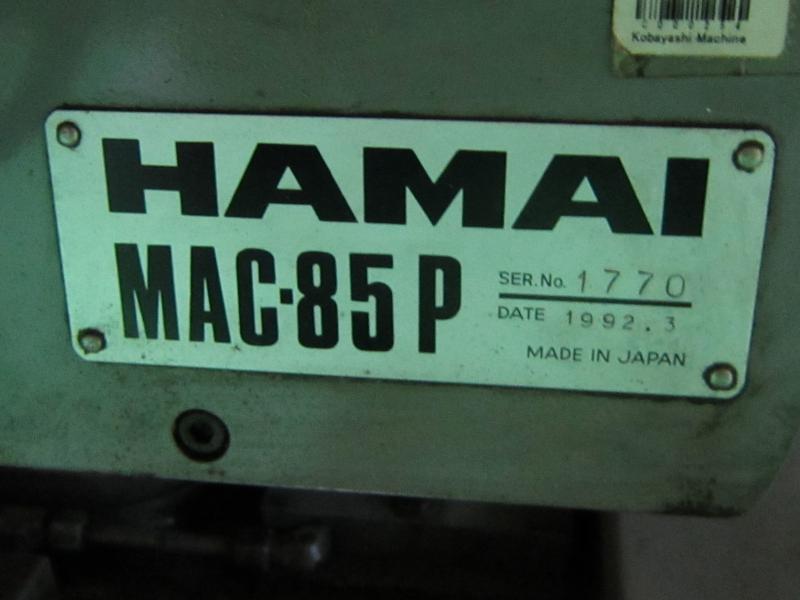 Kobayashi Machine
HAMAI
MAC-85P
SER.No. 1770
DATE 1992.3
MADE IN JAPAN